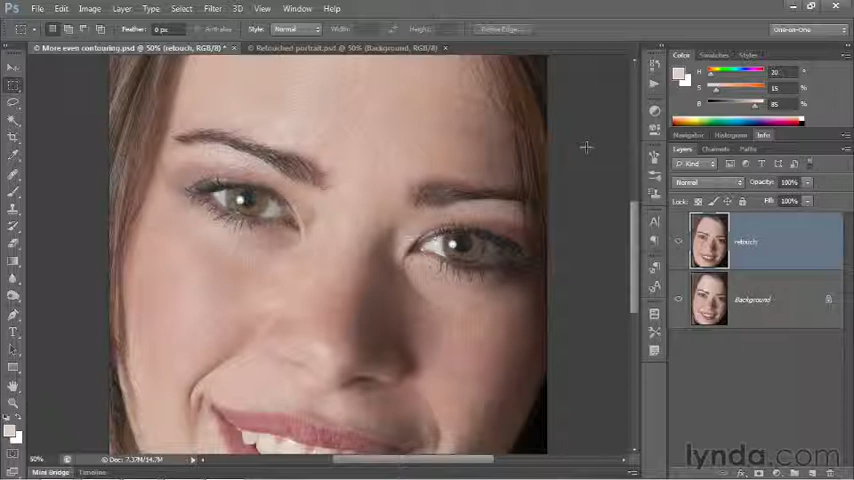 Ps File Edit Image Layer Type Select Filter 3D View Window Help
Feather: 0 px Anti-alias Style: Normal Width: Height: Refine Edge... One-on-One
More even contouring.psd @ 50% (retouch, RGB/8) * × Retouched portrait.psd @ 50% (Background, RGB/8) ×
Color Swatches Styles
H 20 °
S 15 %
B 85 %
Navigator Histogram Info
Layers Channels Paths
Kind
Normal Opacity: 100%
Lock: Fill: 100%
retouch
Background
lynda.com
50% Doc: 7.37M/14.7M
Mini Bridge Timeline